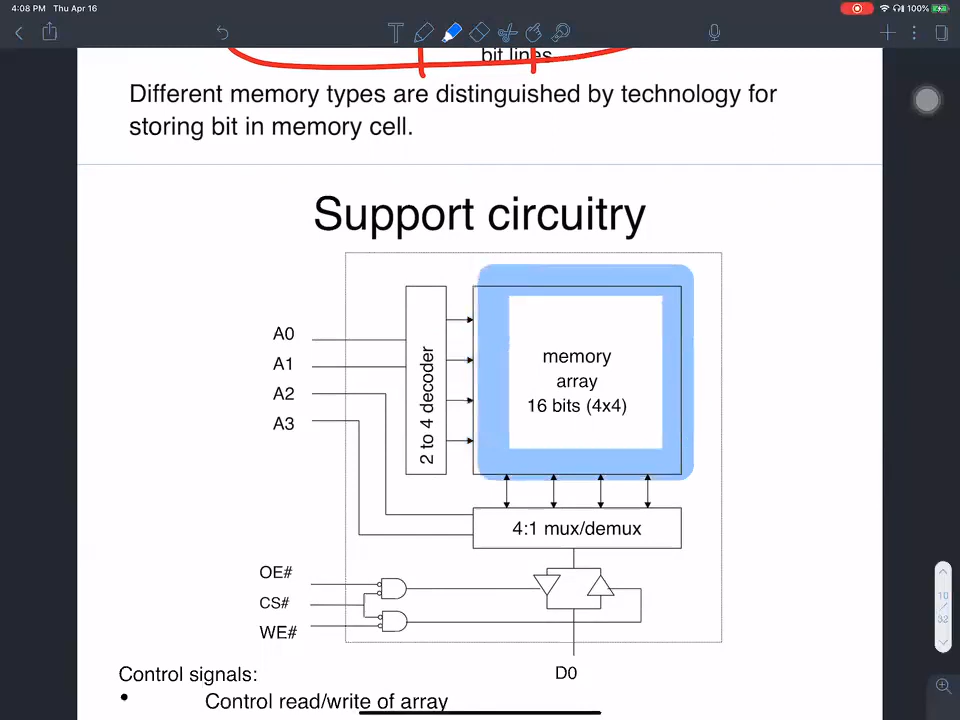 4:08 PM Thu Apr 16
100%
bit lines
Different memory types are distinguished by technology for
storing bit in memory cell.
Support circuitry
A0
A1
A2
A3
2 to 4 decoder
memory
array
16 bits (4x4)
4:1 mux/demux
OE#
CS#
WE#
D0
10
/
32
Control signals:
• Control read/write of array